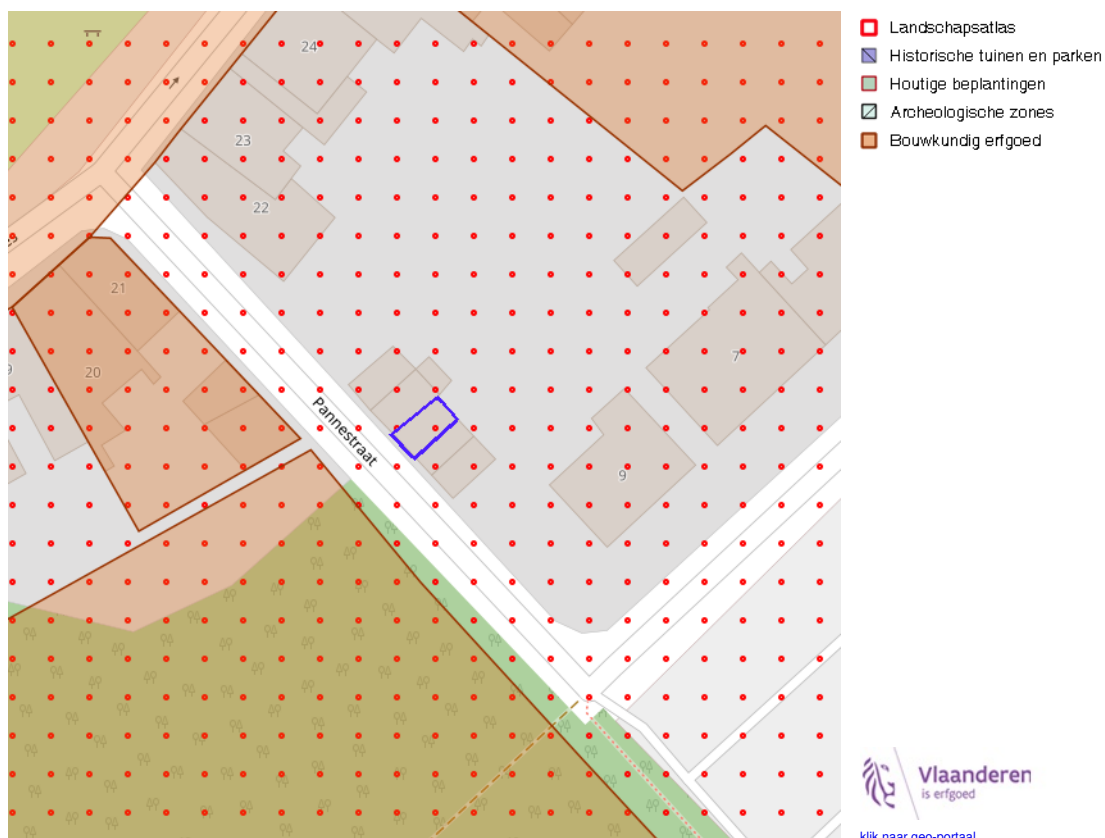 Landschapsatlas
Historische tuinen en parken
Houtige beplantingen
Archeologische zones
Bouwkundig erfgoed
24
23
22
21
20
7
9
Pannestraat
Vlaanderen
is erfgoed
klik naar geo-portaal